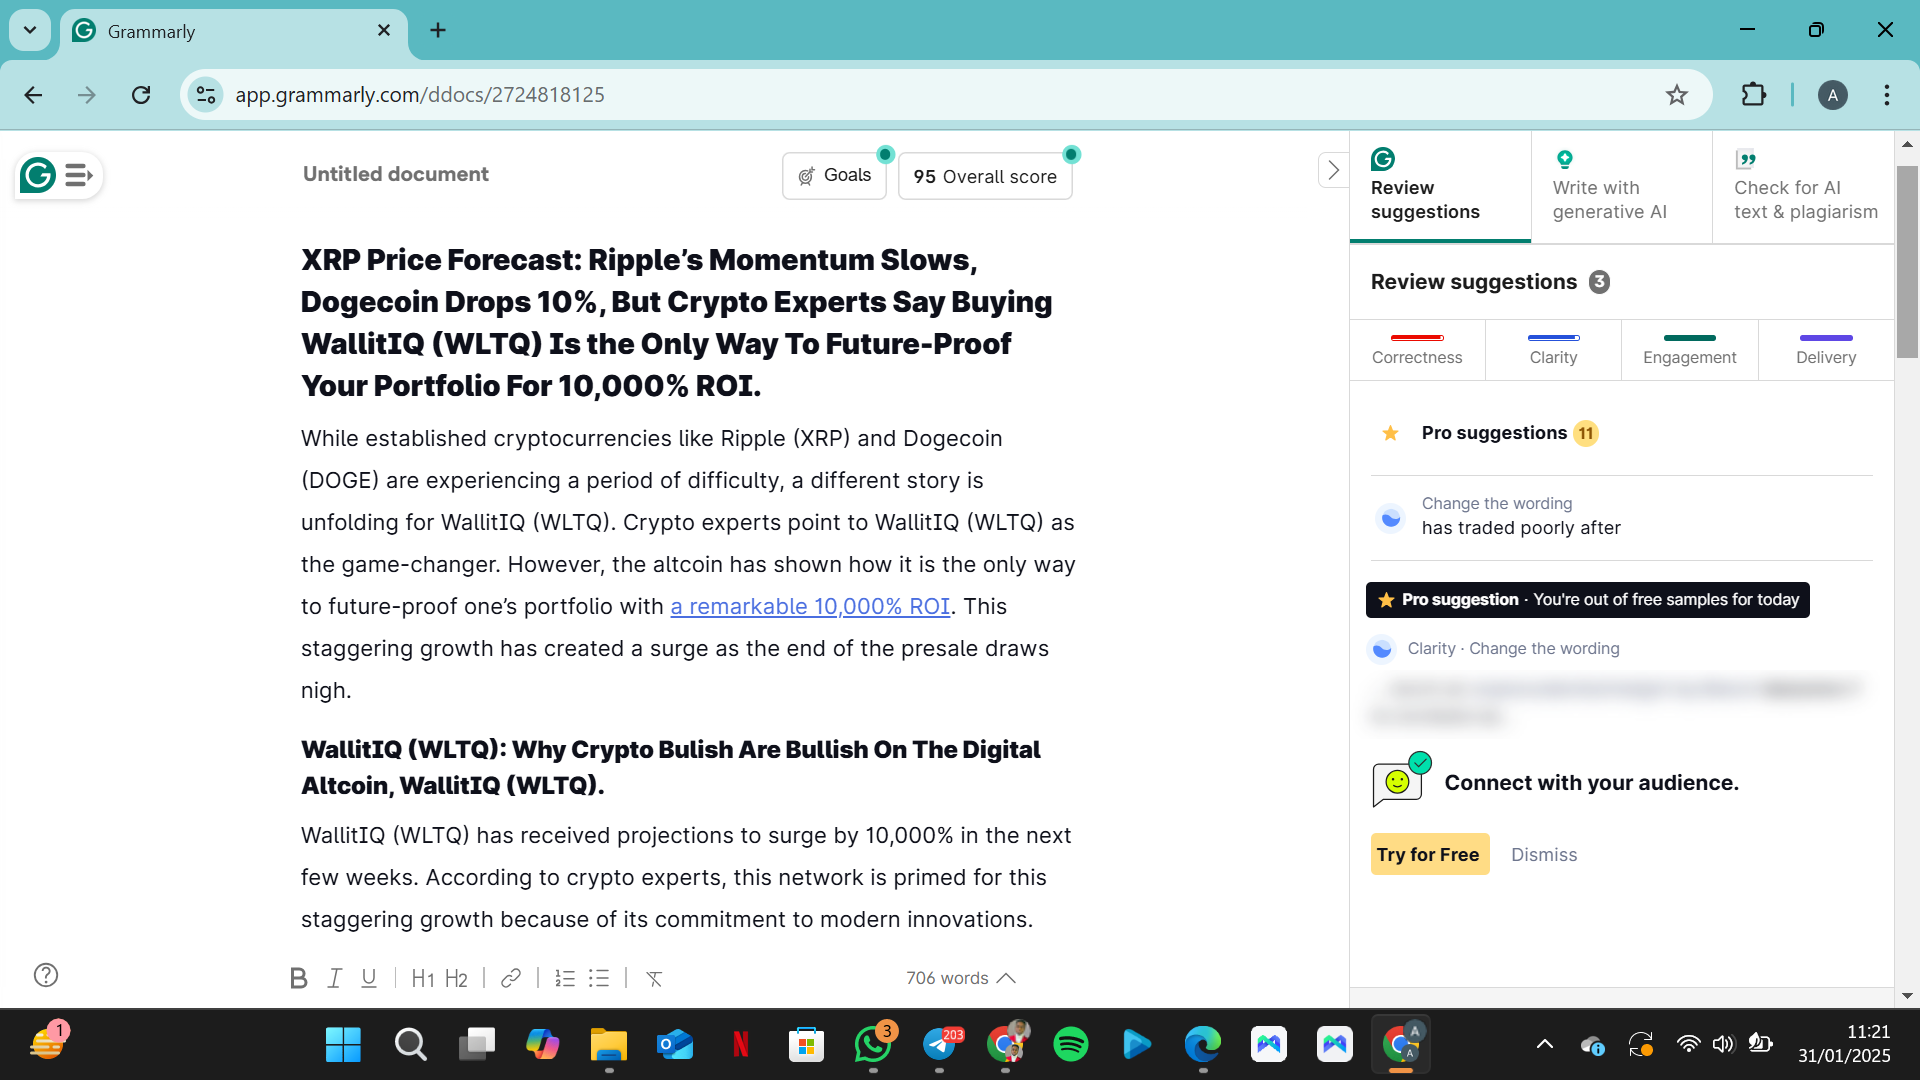 Grammarly
app.grammarly.com/ddocs/2724818125
A
Untitled document
Goals
95 Overall score
XRP Price Forecast: Ripple’s Momentum Slows,
Dogecoin Drops 10%, But Crypto Experts Say Buying
WallitIQ (WLTQ) Is the Only Way To Future-Proof
Your Portfolio For 10,000% ROI.
While established cryptocurrencies like Ripple (XRP) and Dogecoin
(DOGE) are experiencing a period of difficulty, a different story is
unfolding for WallitIQ (WLTQ). Crypto experts point to WallitIQ (WLTQ) as
the game-changer. However, the altcoin has shown how it is the only way
to future-proof one’s portfolio with a remarkable 10,000% ROI. This
staggering growth has created a surge as the end of the presale draws
nigh.
WallitIQ (WLTQ): Why Crypto Bulish Are Bullish On The Digital
Altcoin, WallitIQ (WLTQ).
WallitIQ (WLTQ) has received projections to surge by 10,000% in the next
few weeks. According to crypto experts, this network is primed for this
staggering growth because of its commitment to modern innovations.
B I U H1 H2
706 words
Review
suggestions
Write with
generative AI
Check for AI
text & plagiarism
Review suggestions 3
Correctness
Clarity
Engagement
Delivery
Pro suggestions 11
Change the wording
has traded poorly after
Pro suggestion · You're out of free samples for today
Clarity · Change the wording
Connect with your audience.
Try for Free
Dismiss
1
3
203
A
A
11:21
31/01/2025